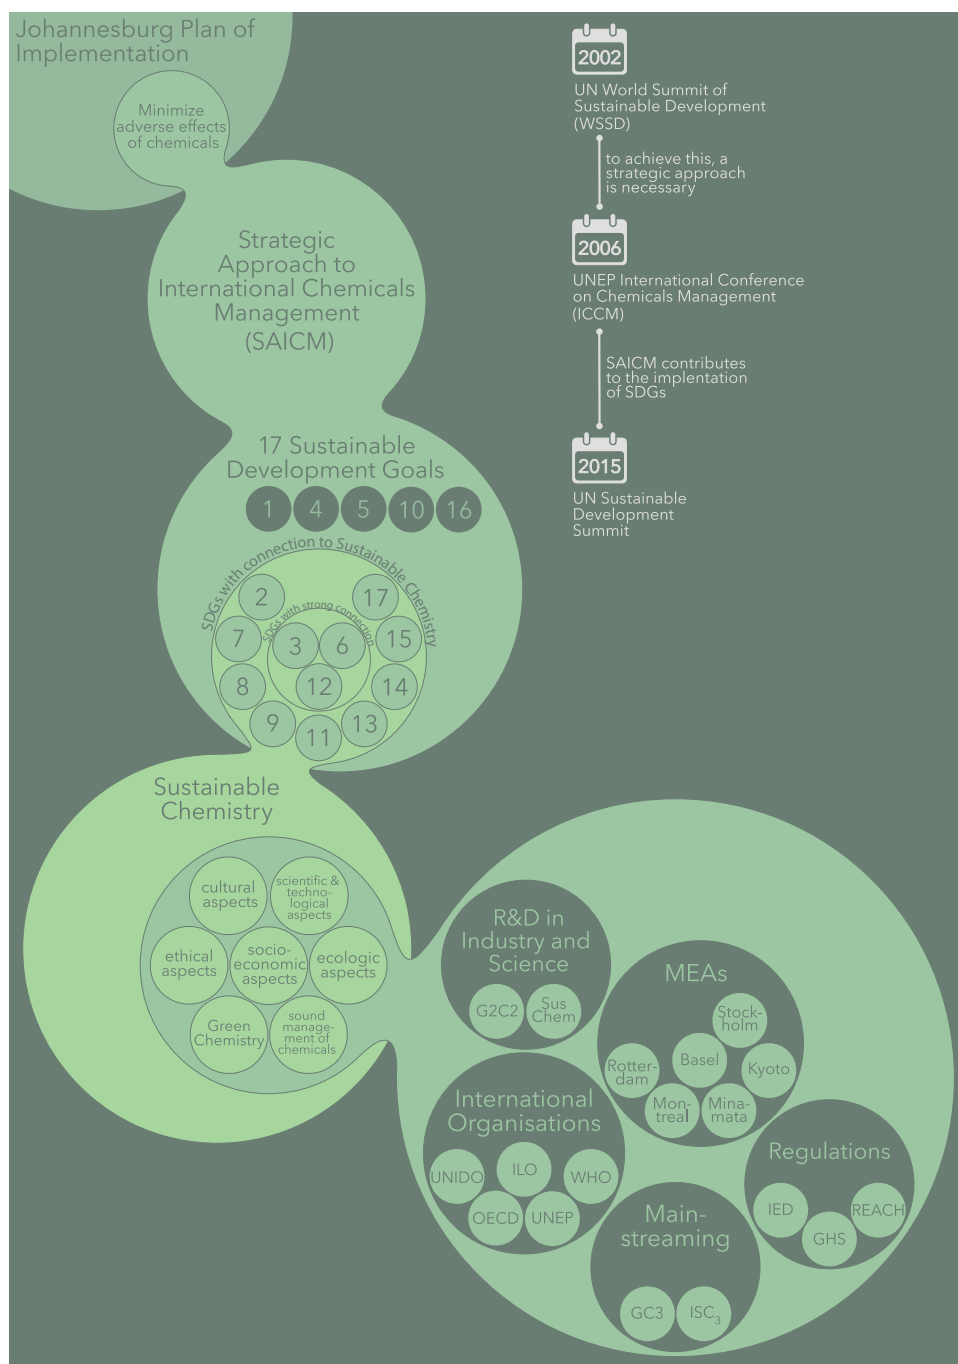 Johannesburg Plan of
Implementation
Minimize
adverse effects
of chemicals
2002
UN World Summit of
Sustainable Development
(WSSD)
to achieve this, a
strategic approach
is necessary
2006
UNEP International Conference
on Chemicals Management
(ICCM)
SAICM contributes
to the implentation
of SDGs
2015
UN Sustainable
Development
Summit
Strategic
Approach to
International Chemicals
Management
(SAICM)
17 Sustainable
Development Goals
1 4 5 10 16
SDGs with connection to Sustainable Chemistry
2 17
SDGs with strong connection
7 3 6 15
8 12 14
9 11 13
Sustainable
Chemistry
cultural
aspects
scientific &
techno-
logical
aspects
ethical
aspects
socio-
economic
aspects
ecologic
aspects
Green
Chemistry
sound
manage-
ment of
chemicals
R&D in
Industry and
Science
G2C2
Sus
Chem
MEAs
Stock-
holm
Rotter-
dam
Basel
Kyoto
Mon-
treal
Mina-
mata
International
Organisations
UNIDO
ILO
WHO
OECD
UNEP
Regulations
IED
REACH
GHS
Main-
streaming
GC3
ISC3